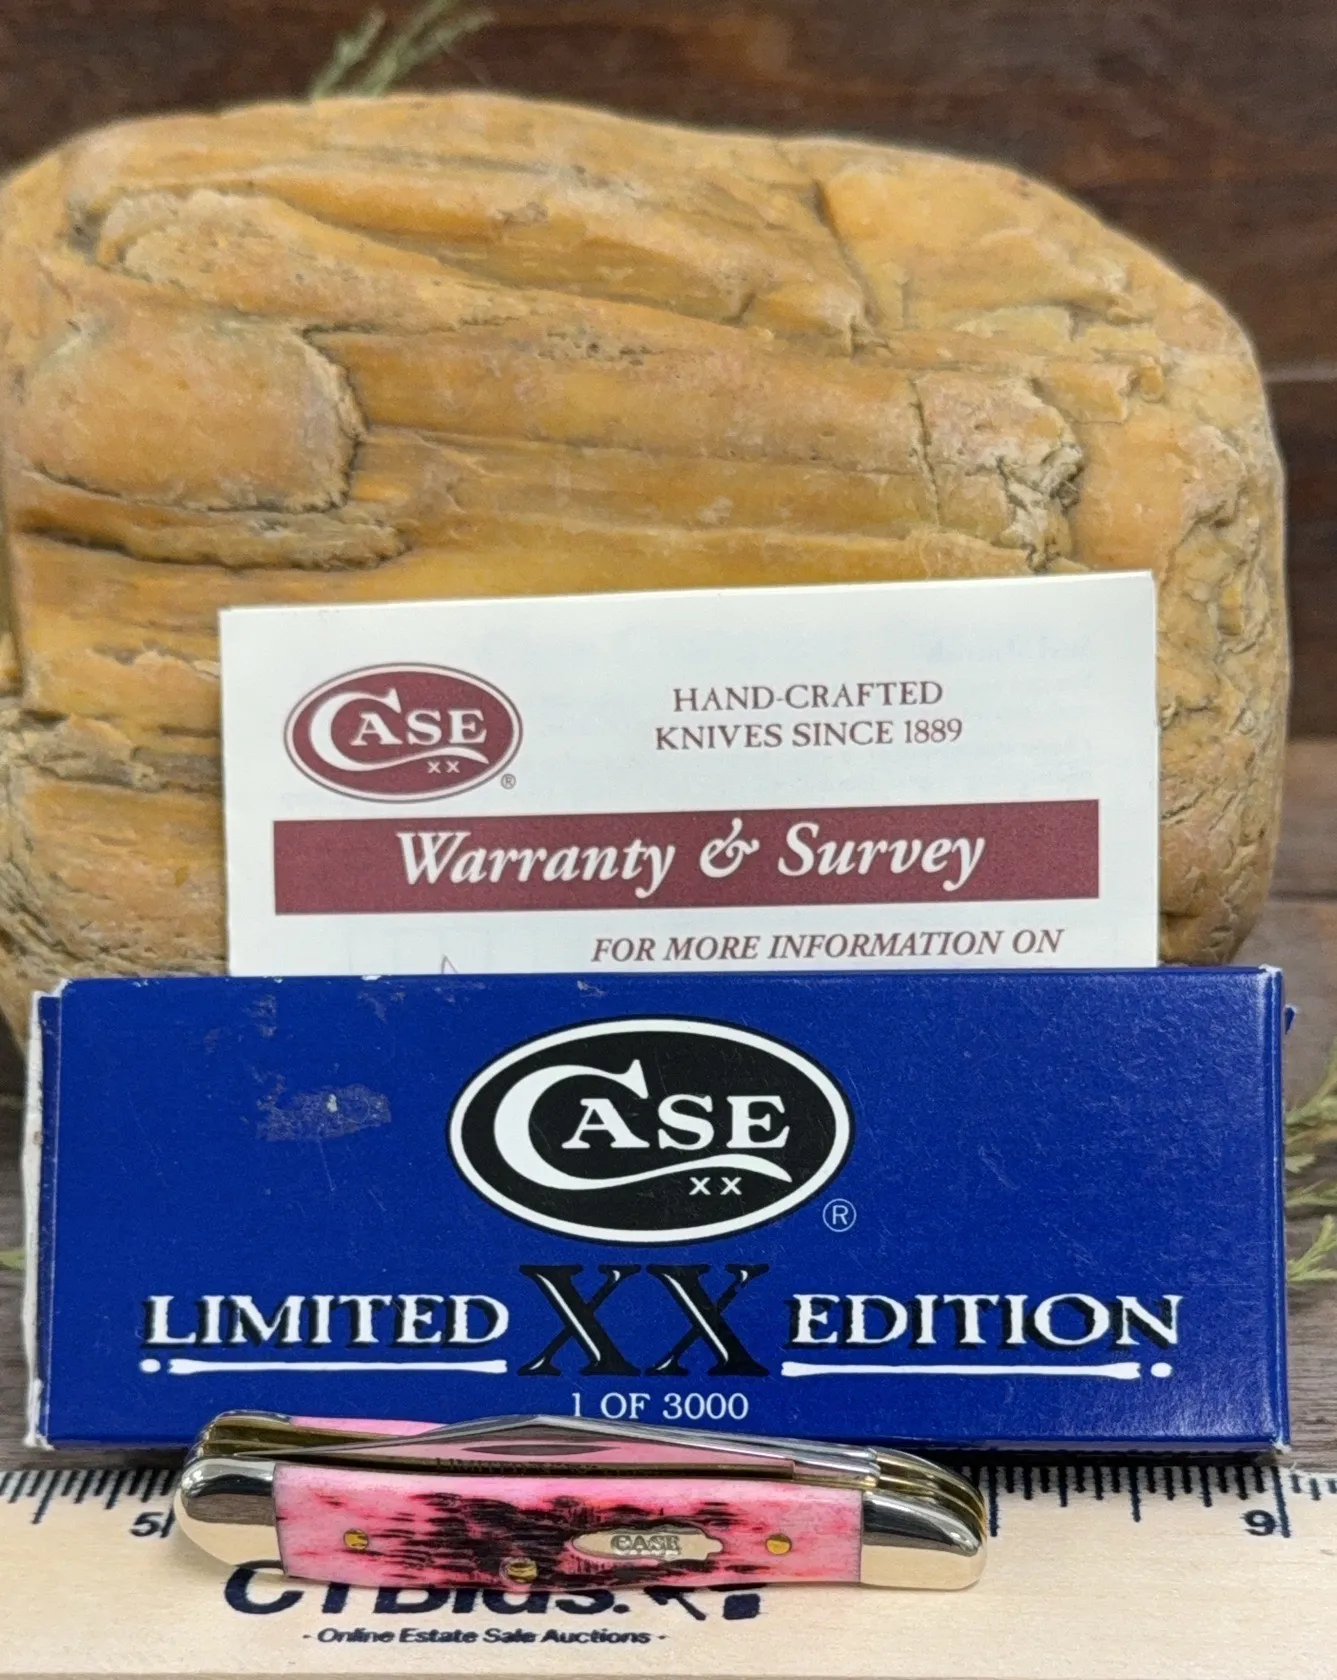 CASE
XX
®
HAND-CRAFTED
KNIVES SINCE 1889
Warranty & Survey
FOR MORE INFORMATION ON
CASE
XX
®
LIMITED XX EDITION
1 OF 3000
CASE
5
9
CTBids.
- Online Estate Sale Auctions -